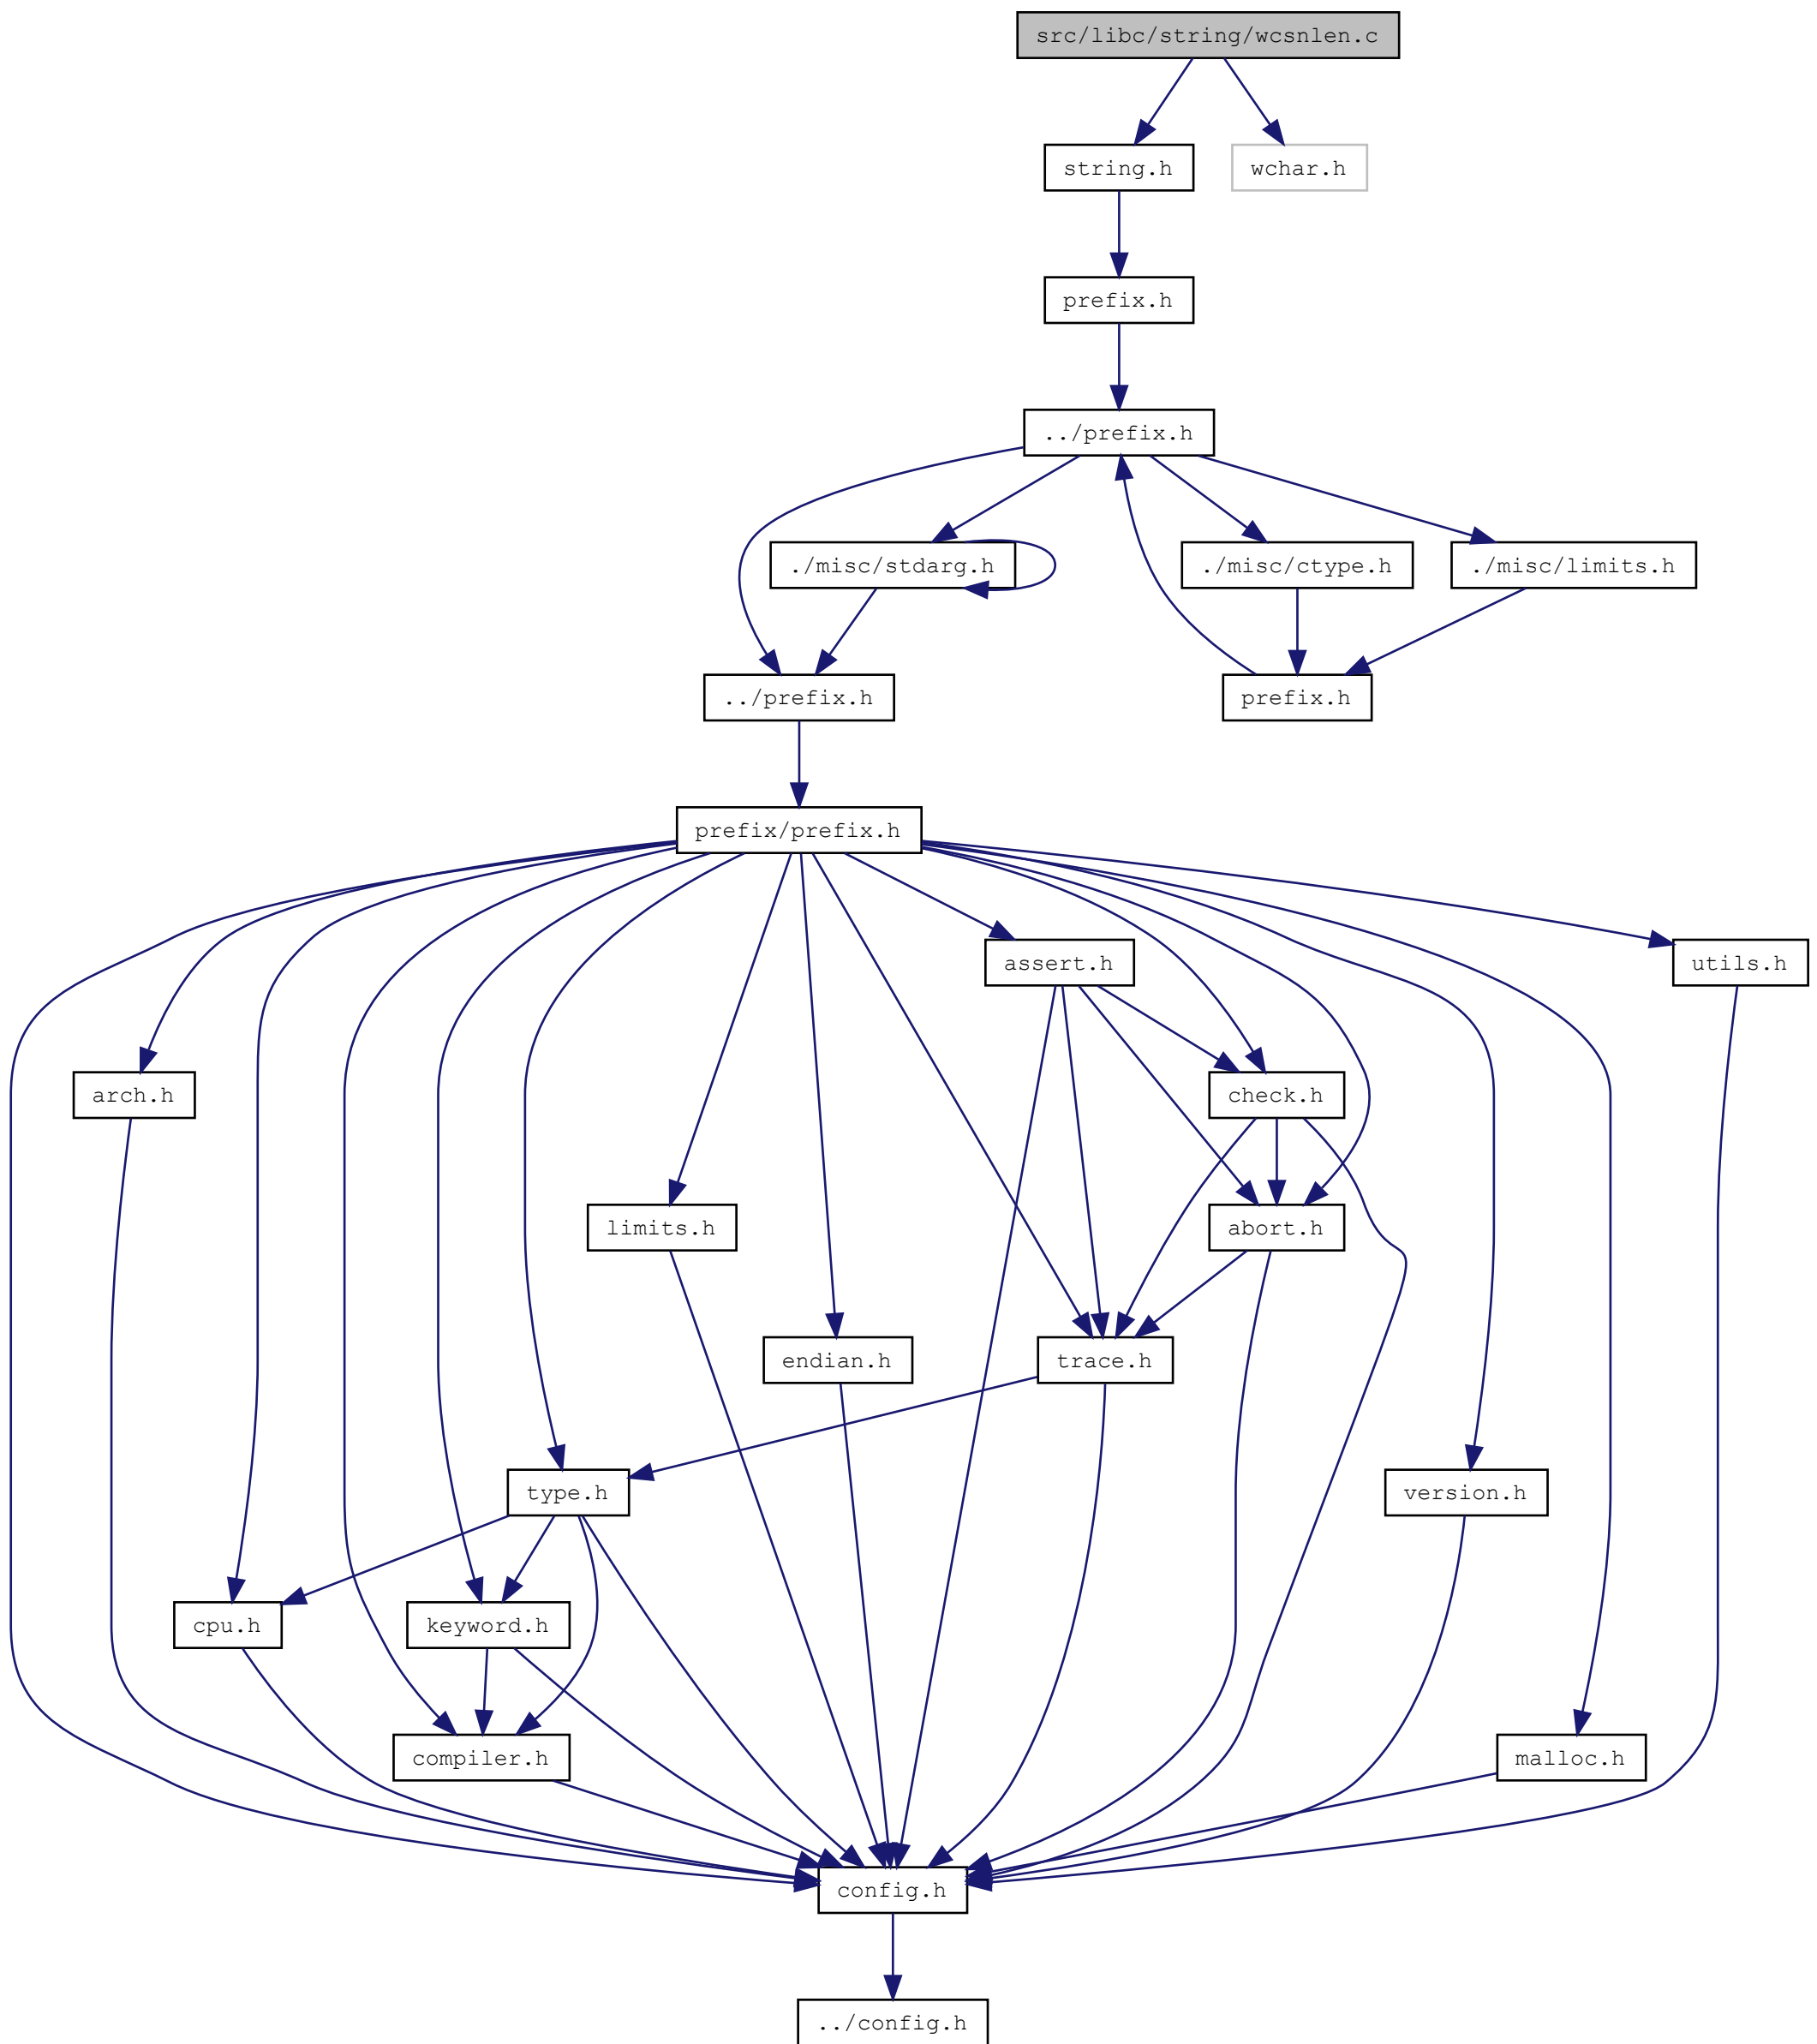 src/libc/string/wcsnlen.c
string.h
wchar.h
prefix.h
../prefix.h
./misc/stdarg.h
./misc/ctype.h
./misc/limits.h
../prefix.h
prefix.h
prefix/prefix.h
assert.h
utils.h
arch.h
check.h
limits.h
abort.h
endian.h
trace.h
type.h
version.h
cpu.h
keyword.h
compiler.h
malloc.h
config.h
../config.h